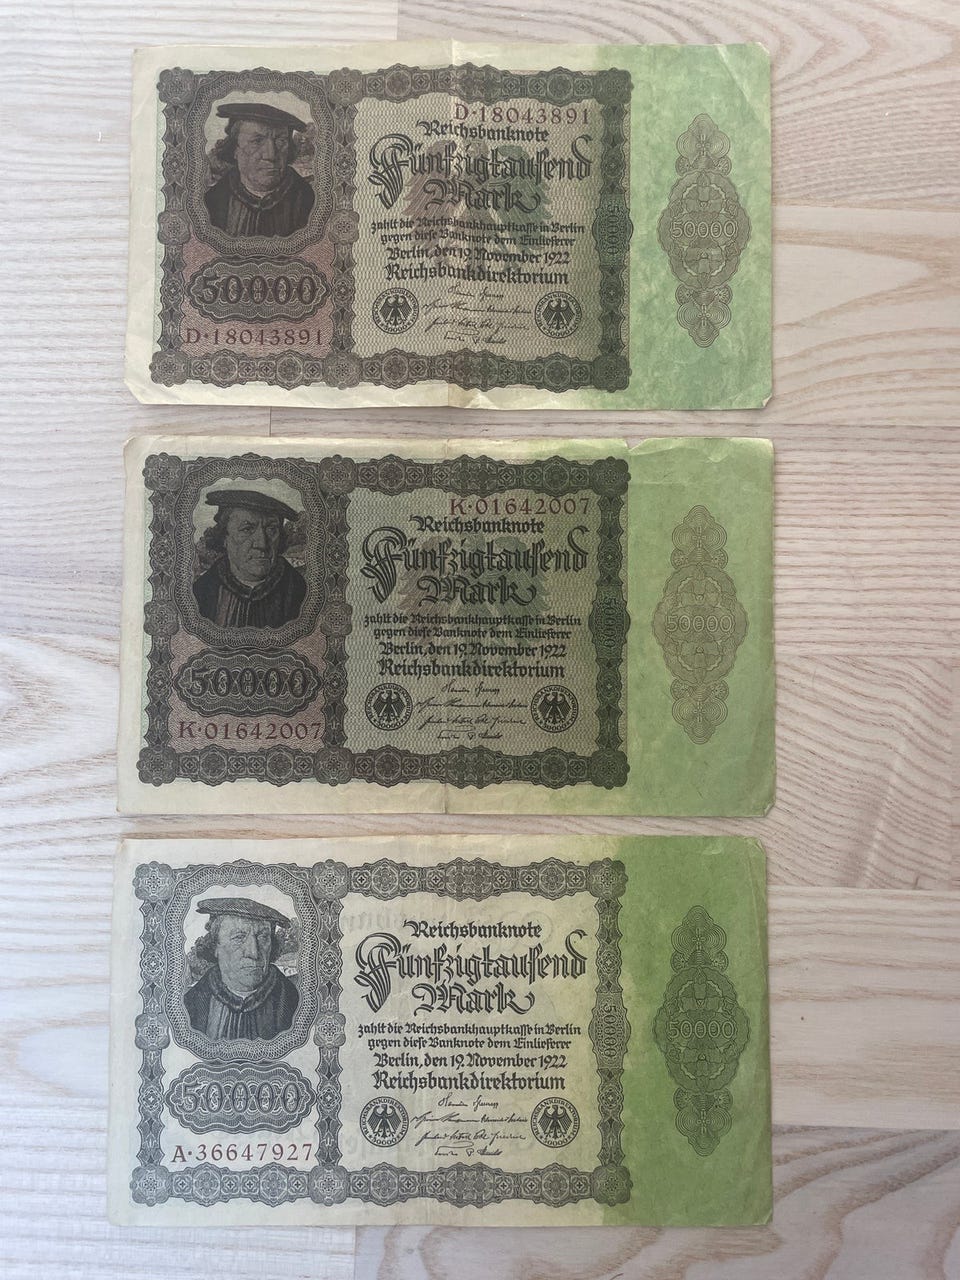 D·18043891
Reichsbanknote
Fünfzigtausend
Mark
zahlt die Reichsbankhauptkasse in Berlin
gegen diese Banknote dem Einlieferer
Berlin, den 19. November 1922
Reichsbankdirektorium
50000
50000
50000
D·18043891
K·01642007
Reichsbanknote
Fünfzigtausend
Mark
zahlt die Reichsbankhauptkasse in Berlin
gegen diese Banknote dem Einlieferer
Berlin, den 19. November 1922
Reichsbankdirektorium
50000
50000
50000
K·01642007
Reichsbanknote
Fünfzigtausend
Mark
zahlt die Reichsbankhauptkasse in Berlin
gegen diese Banknote dem Einlieferer
Berlin, den 19. November 1922
Reichsbankdirektorium
50000
50000
50000
A·36647927